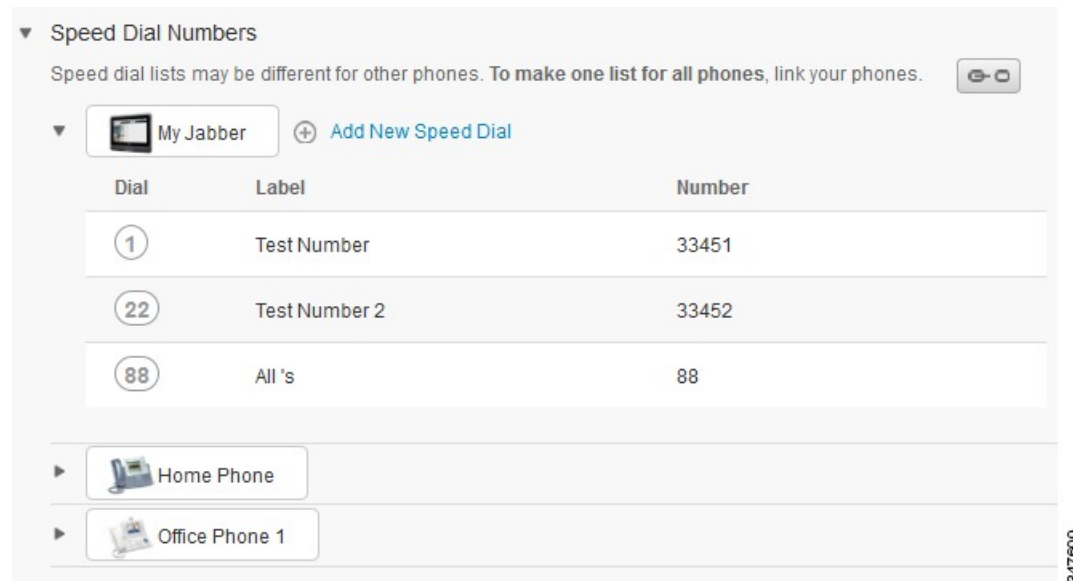 Speed Dial Numbers
Speed dial lists may be different for other phones. To make one list for all phones, link your phones.
My Jabber Add New Speed Dial
Dial Label Number
1 Test Number 33451
22 Test Number 2 33452
88 All 's 88
Home Phone
Office Phone 1